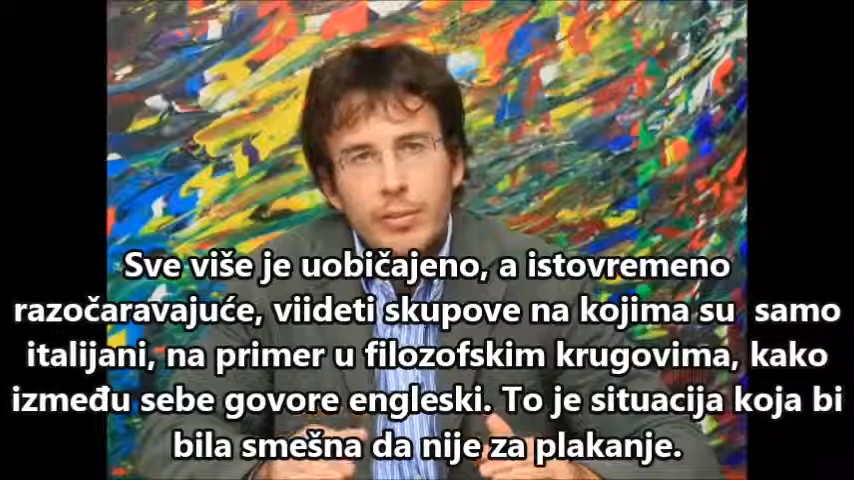 Sve više je uobičajeno, a istovremeno
razočaravajuće, viideti skupove na kojima su samo
italijani, na primer u filozofskim krugovima, kako
između sebe govore engleski. To je situacija koja bi
bila smešna da nije za plakanje.